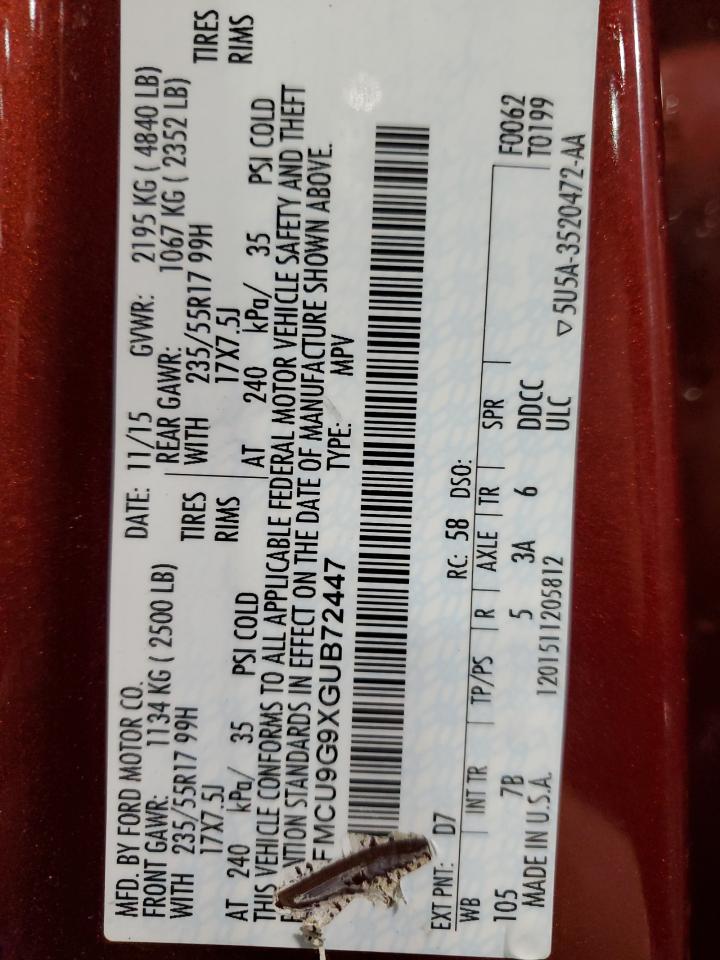 MFD. BY FORD MOTOR CO.
DATE: 11/15 GVWR: 2195 KG ( 4840 LB)
FRONT GAWR: 1134 KG ( 2500 LB) REAR GAWR: 1067 KG ( 2352 LB)
WITH 235/55R17 99H TIRES WITH 235/55R17 99H TIRES
17X7.5J RIMS 17X7.5J RIMS
AT 240 kPa/ 35 PSI COLD AT 240 kPa/ 35 PSI COLD
THIS VEHICLE CONFORMS TO ALL APPLICABLE FEDERAL MOTOR VEHICLE SAFETY AND THEFT
STANDARDS IN EFFECT ON THE DATE OF MANUFACTURE SHOWN ABOVE.
FMCU9G9XGUB72447 TYPE: MPV
EXT PNT: D7 RC: 58 DSO:
WB INT TR TP/PS R AXLE TR SPR F0062
105 7B 5 3A 6 DDCC T0199
ULC
MADE IN U.S.A. 1201511205812 ▽5U5A-3520472-AA